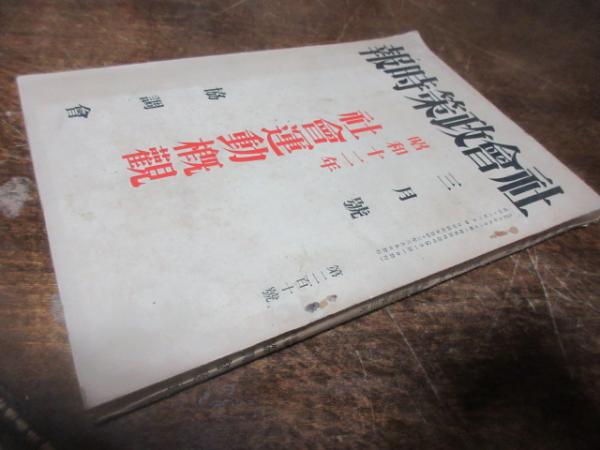 社會政策時報
三月號
昭和十二年
社會運動概觀
協調會
第二百十號